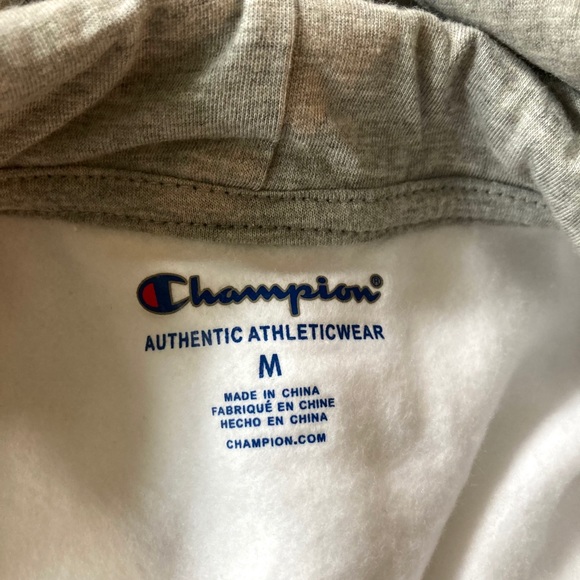 Champion®
AUTHENTIC ATHLETICWEAR
M
MADE IN CHINA
FABRIQUÉ EN CHINE
HECHO EN CHINA
CHAMPION.COM